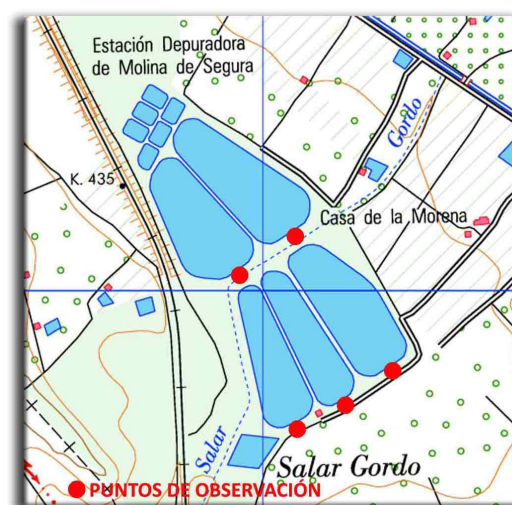 Estación Depuradora
de Molina de Segura
Gordo
K. 435
Casa de la Morena
Salar
Salar Gordo
PUNTOS DE OBSERVACIÓN